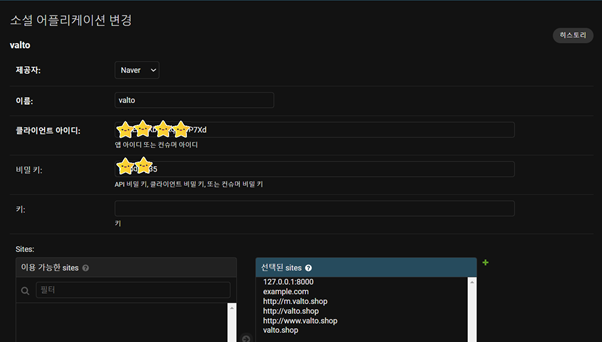 소셜 어플리케이션 변경
valto
히스토리
제공자:
Naver
이름:
valto
클라이언트 아이디:
P7Xd
앱 아이디 또는 컨슈머 아이디
비밀 키:
API 비밀 키, 클라이언트 비밀 키, 또는 컨슈머 비밀 키
키:
키
Sites:
이용 가능한 sites
필터
선택된 sites
127.0.0.1:8000
example.com
http://m.valto.shop
http://valto.shop
http://www.valto.shop
valto.shop